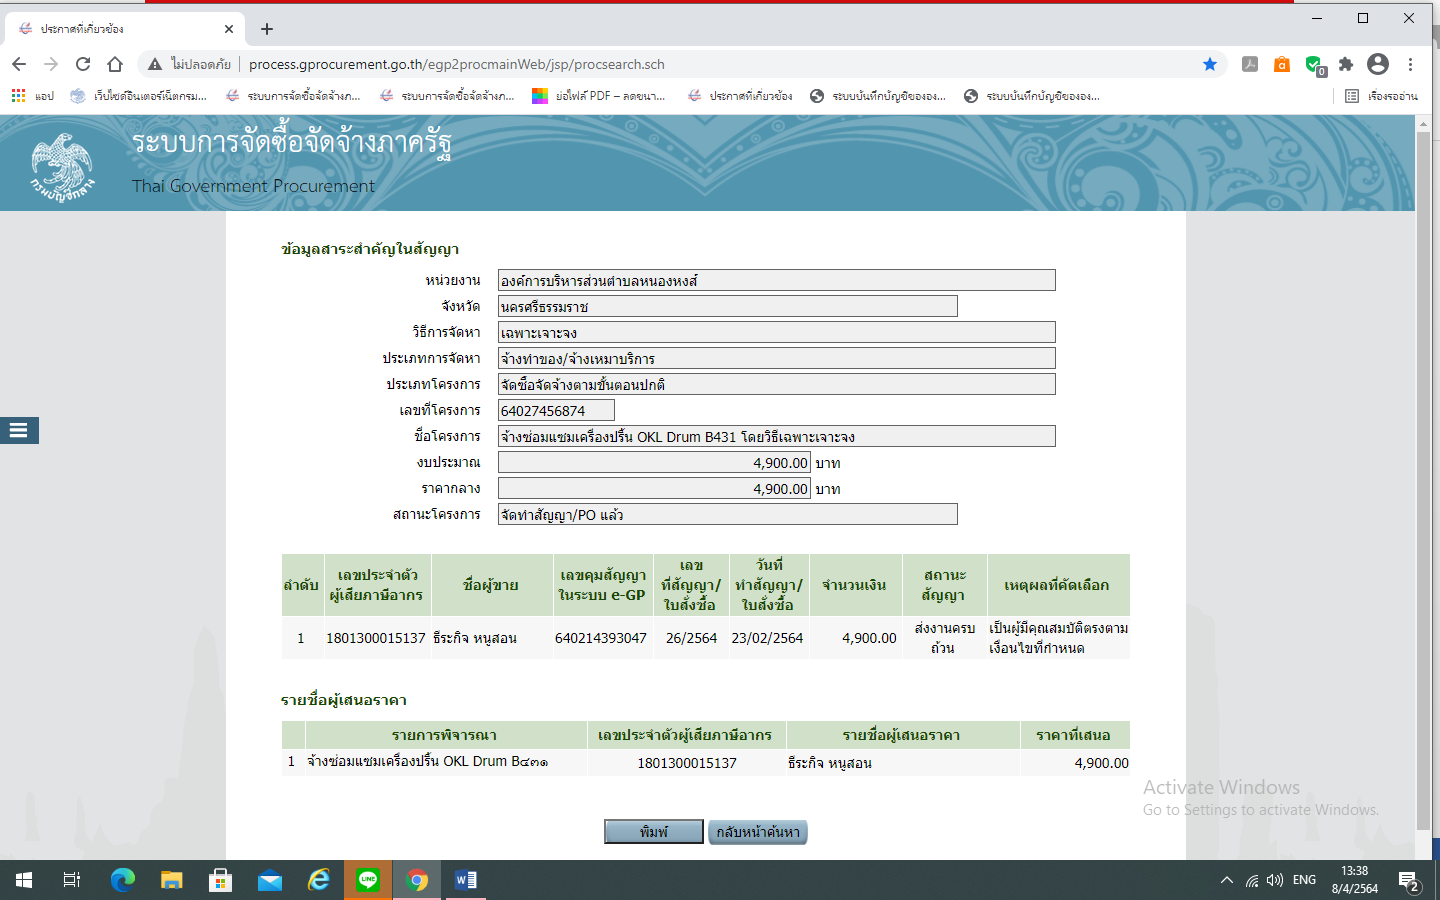 ประกาศที่เกี่ยวข้อง
ไม่ปลอดภัย
process.gprocurement.go.th/egp2procmainWeb/jsp/procsearch.sch
แอป
เว็บไซต์อินเตอร์เน็ตกรม...
ระบบการจัดซื้อจัดจ้างภ...
ระบบการจัดซื้อจัดจ้างภ...
ย่อไฟล์ PDF – ลดขนา...
ประกาศที่เกี่ยวข้อง
ระบบบันทึกบัญชีขององ...
ระบบบันทึกบัญชีขององ...
เรื่องรออ่าน
ระบบการจัดซื้อจัดจ้างภาครัฐ
Thai Government Procurement
กรมบัญชีกลาง
ข้อมูลสาระสำคัญในสัญญา
หน่วยงาน องค์การบริหารส่วนตำบลหนองหงส์
จังหวัด นครศรีธรรมราช
วิธีการจัดหา เฉพาะเจาะจง
ประเภทการจัดหา จ้างทำของ/จ้างเหมาบริการ
ประเภทโครงการ จัดซื้อจัดจ้างตามขั้นตอนปกติ
เลขที่โครงการ 64027456874
ชื่อโครงการ จ้างซ่อมแซมเครื่องปริ้น OKL Drum B431 โดยวิธีเฉพาะเจาะจง
งบประมาณ 4,900.00 บาท
ราคากลาง 4,900.00 บาท
สถานะโครงการ จัดทำสัญญา/PO แล้ว
ลำดับ เลขประจำตัวผู้เสียภาษีอากร ชื่อผู้ขาย เลขคุมสัญญาในระบบ e-GP เลขที่สัญญา/ใบสั่งซื้อ วันที่ทำสัญญา/ใบสั่งซื้อ จำนวนเงิน สถานะสัญญา เหตุผลที่คัดเลือก
1 1801300015137 ธีระกิจ หนูสอน 640214393047 26/2564 23/02/2564 4,900.00 ส่งงานครบถ้วน เป็นผู้มีคุณสมบัติตรงตามเงื่อนไขที่กำหนด
รายชื่อผู้เสนอราคา
รายการพิจารณา เลขประจำตัวผู้เสียภาษีอากร รายชื่อผู้เสนอราคา ราคาที่เสนอ
1 จ้างซ่อมแซมเครื่องปริ้น OKL Drum B๔๓๑ 1801300015137 ธีระกิจ หนูสอน 4,900.00
Activate Windows
Go to Settings to activate Windows.
พิมพ์ กลับหน้าค้นหา
LINE
ENG
13:38
8/4/2564
2